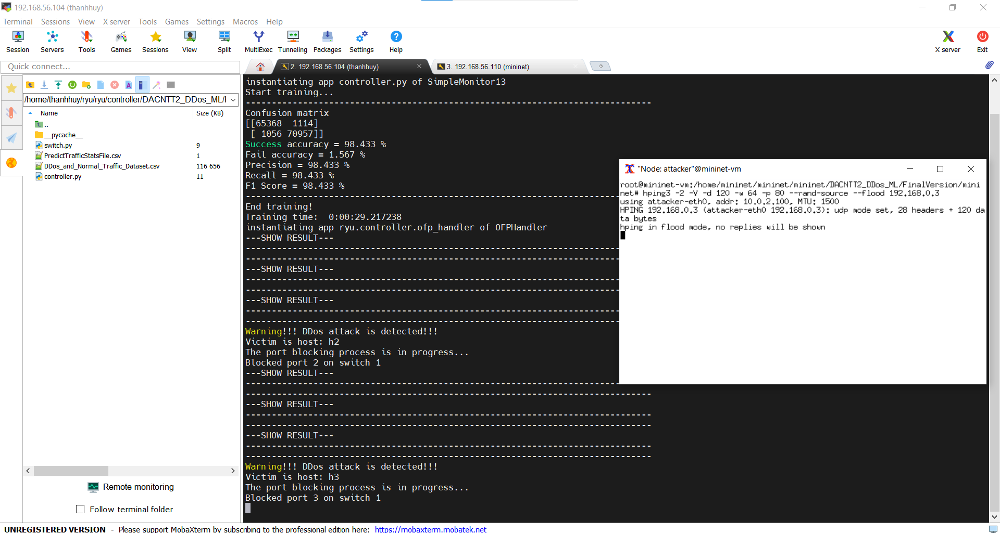 192.168.56.104 (thanhhuy)
Terminal Sessions View X server Tools Games Settings Macros Help
Session Servers Tools Games Sessions View Split MultiExec Tunneling Packages Settings Help X server Exit
Quick connect...
2. 192.168.56.104 (thanhhuy)
3. 192.168.56.110 (mininet)
/home/thanhhuy/ryu/ryu/controller/DACNTT2_DDos_ML/
Name Size (KB)
..
__pycache__
switch.py 9
PredictTrafficStatsFile.csv 1
DDos_and_Normal_Traffic_Dataset.csv 116 656
controller.py 11
Remote monitoring
Follow terminal folder
instantiating app controller.py of SimpleMonitor13
Start training...
------------------------------------------------------------------------------
Confusion matrix
[[65368  1114]
 [ 1056 70957]]
Success accuracy = 98.433 %
Fail accuracy = 1.567 %
Precision = 98.433 %
Recall = 98.433 %
F1 Score = 98.433 %
------------------------------------------------------------------------
End training!
Training time:  0:00:29.217238
instantiating app ryu.controller.ofp_handler of OFPHandler
---SHOW RESULT---
------------------------------------------------------------------------
------------------------------------------------------------------------
---SHOW RESULT---
------------------------------------------------------------------------
------------------------------------------------------------------------
---SHOW RESULT---
------------------------------------------------------------------------
------------------------------------------------------------------------
Warning!!! DDos attack is detected!!!
Victim is host: h2
The port blocking process is in progress...
Blocked port 2 on switch 1
---SHOW RESULT---
------------------------------------------------------------------------
------------------------------------------------------------------------------
---SHOW RESULT---
------------------------------------------------------------------------------
------------------------------------------------------------------------------
---SHOW RESULT---
------------------------------------------------------------------------------
------------------------------------------------------------------------------
Warning!!! DDos attack is detected!!!
Victim is host: h3
The port blocking process is in progress...
Blocked port 3 on switch 1
"Node: attacker"@mininet-vm
root@mininet-vm:/home/mininet/mininet/mininet/DACNTT2_DDos_ML/FinalVersion/mini
net# hping3 -2 -V -d 120 -w 64 -p 80 --rand-source --flood 192.168.0.3
using attacker-eth0, addr: 10.0.2.100, MTU: 1500
HPING 192.168.0.3 (attacker-eth0 192.168.0.3): udp mode set, 28 headers + 120 da
ta bytes
hping in flood mode, no replies will be shown
UNREGISTERED VERSION - Please support MobaXterm by subscribing to the professional edition here: https://mobaxterm.mobatek.net